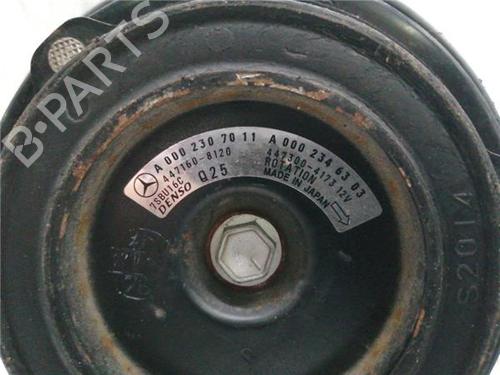 B-PARTS
A 000 230 70 11 A 000 234 63 03
447160-8120 447300-4173 12V
7SBU16C ROTATION
DENSO Q25 MADE IN JAPAN
S2014